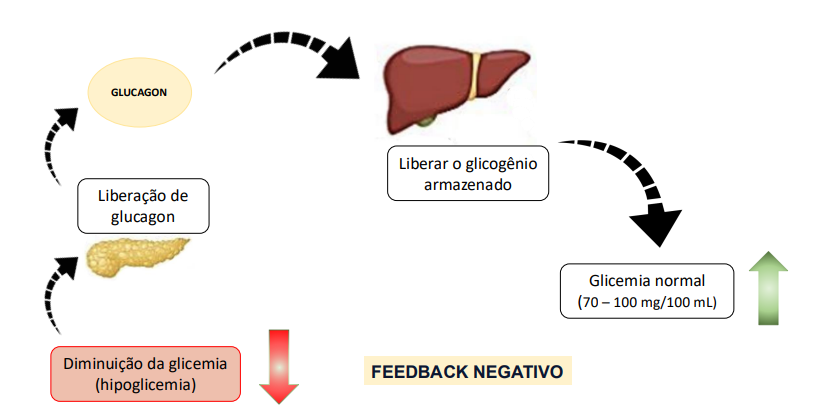 GLUCAGON
Liberar o glicogênio
armazenado
Liberação de
glucagon
Glicemia normal
(70 – 100 mg/100 mL)
Diminuição da glicemia
(hipoglicemia)
FEEDBACK NEGATIVO